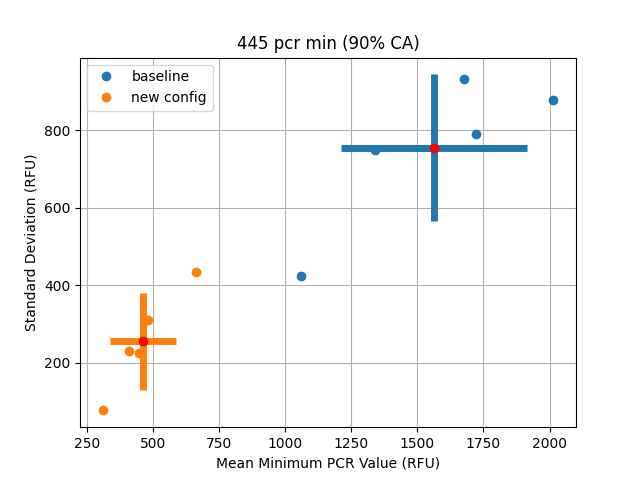 445 pcr min (90% CA)
baseline
new config
Standard Deviation (RFU)
800
600
400
200
250 500 750 1000 1250 1500 1750 2000
Mean Minimum PCR Value (RFU)